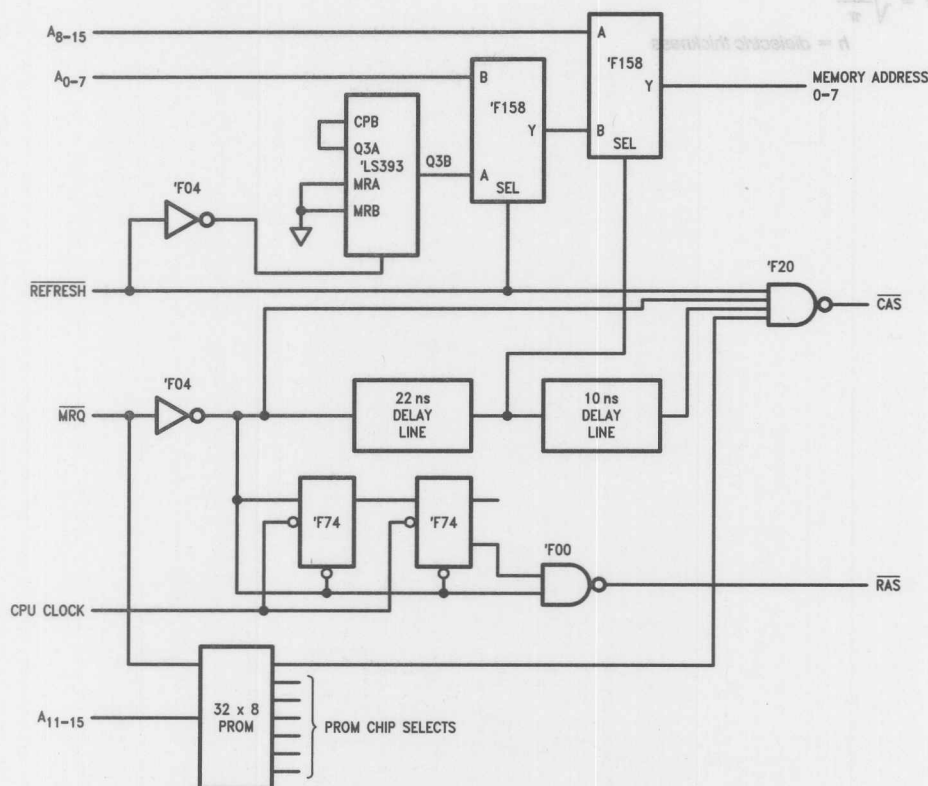 h = dielectric thickness
A8-15
A0-7
A
'F158
Y
B
SEL
MEMORY ADDRESS
0-7
B
'F158
Y
A
SEL
CPB
Q3A
'LS393
MRA
MRB
Q3B
'F04
REFRESH
'F20
CAS
'F04
MRQ
22 ns
DELAY
LINE
10 ns
DELAY
LINE
'F74
'F74
'F00
CPU CLOCK
RAS
A11-15
32 x 8
PROM
PROM CHIP SELECTS